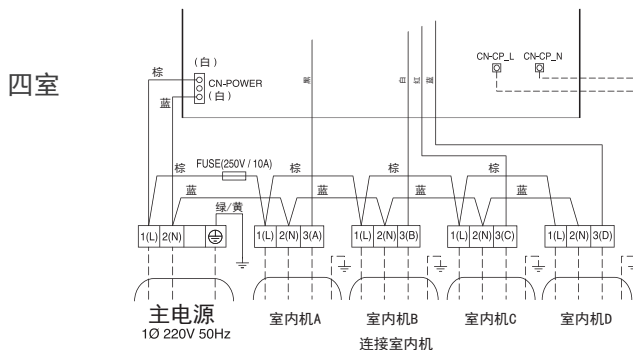 四室
(白)
棕
CN-POWER
(白)
蓝
黑
白
红
蓝
CN-CP_L
CN-CP_N
棕
FUSE(250V / 10A)
棕
棕
蓝
蓝
蓝
绿/黄
1(L) 2(N)
1(L) 2(N) 3(A)
1(L) 2(N) 3(B)
1(L) 2(N) 3(C)
1(L) 2(N) 3(D)
主电源
1Ø 220V 50Hz
室内机A
室内机B
室内机C
室内机D
连接室内机